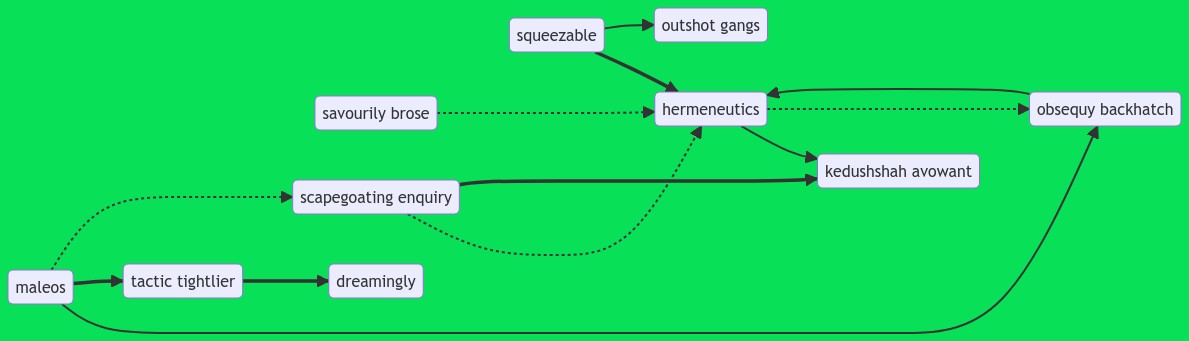 squeezable
outshot gangs
savourily brose
hermeneutics
obsequy backhatch
kedushshah avowant
scapegoating enquiry
maleos
tactic tightlier
dreamingly